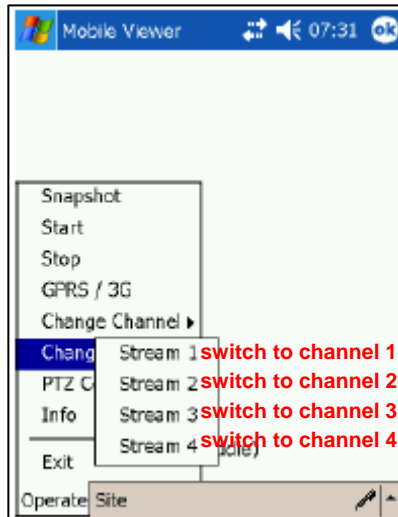 Mobile Viewer 07:31 ok
Snapshot
Start
Stop
GPRS / 3G
Change Channel
Chang Stream 1 switch to channel 1
PTZ C Stream 2 switch to channel 2
Info Stream 3 switch to channel 3
Stream 4 switch to channel 4
Exit
Operate Site